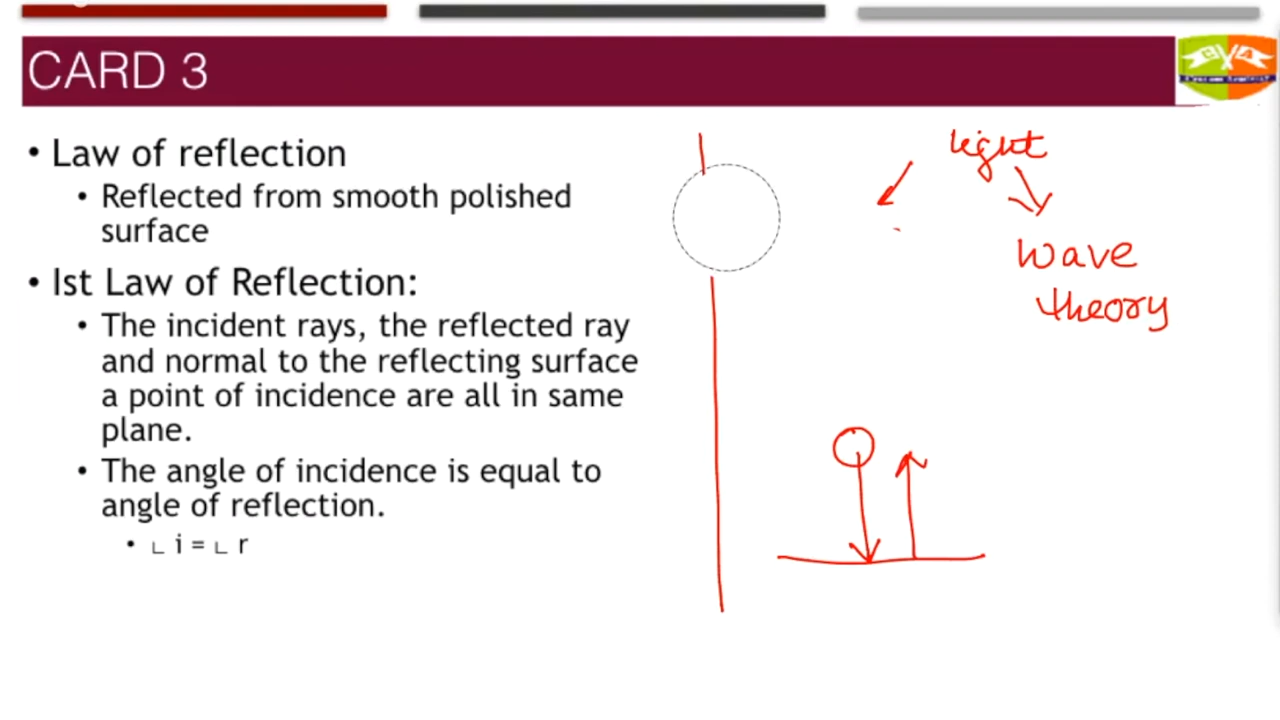 CARD 3
• Law of reflection
• Reflected from smooth polished
surface
• Ist Law of Reflection:
• The incident rays, the reflected ray
and normal to the reflecting surface
a point of incidence are all in same
plane.
• The angle of incidence is equal to
angle of reflection.
• ∟ i = ∟ r
light
wave
theory